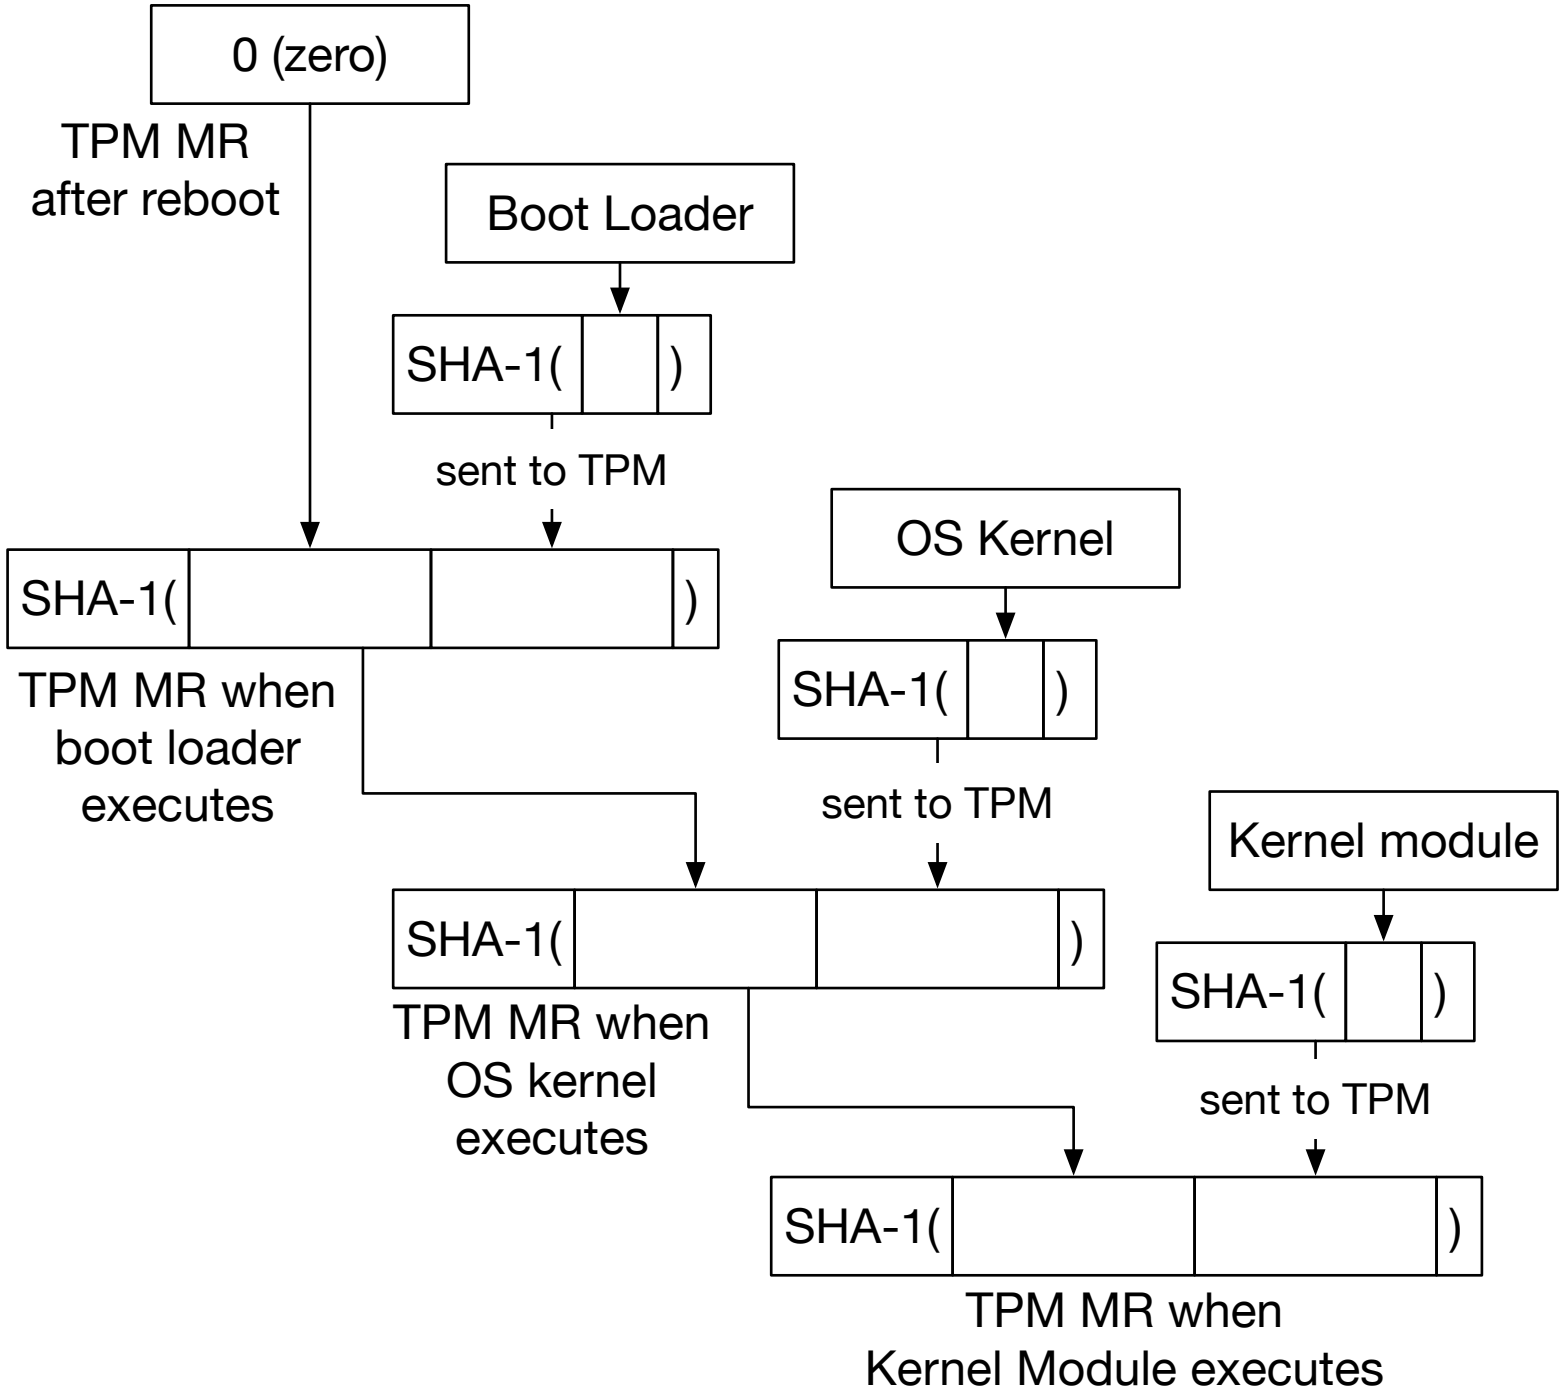 0 (zero)
TPM MR
after reboot
Boot Loader
SHA-1( )
sent to TPM
OS Kernel
SHA-1( )
TPM MR when
boot loader
executes
SHA-1( )
sent to TPM
Kernel module
SHA-1( )
TPM MR when
OS kernel
executes
SHA-1( )
sent to TPM
SHA-1( )
TPM MR when
Kernel Module executes